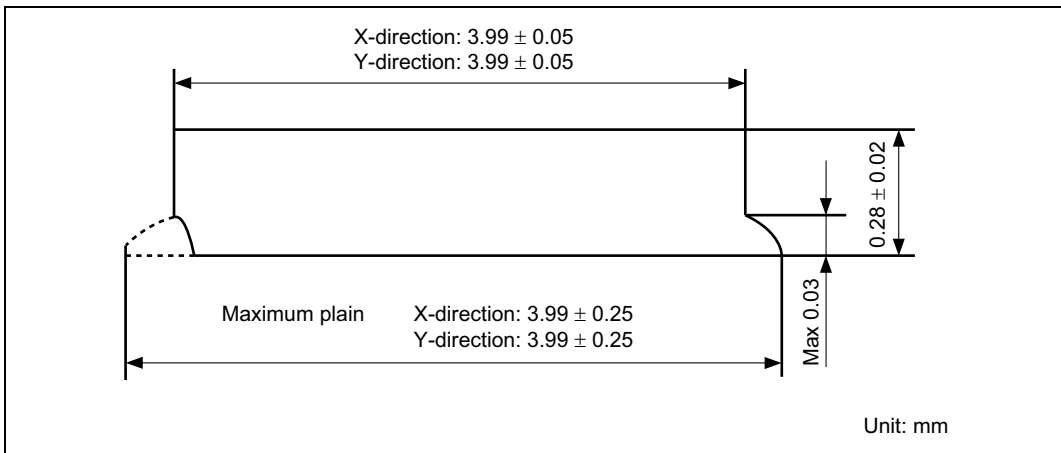 X-direction: 3.99 ± 0.05
Y-direction: 3.99 ± 0.05
0.28 ± 0.02
Max 0.03
Maximum plain X-direction: 3.99 ± 0.25
Y-direction: 3.99 ± 0.25
Unit: mm